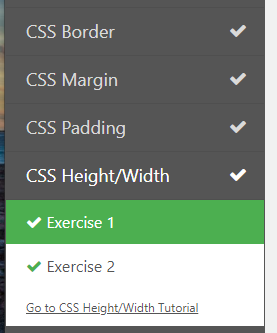 CSS Border
CSS Margin
CSS Padding
CSS Height/Width
Exercise 1
Exercise 2
Go to CSS Height/Width Tutorial